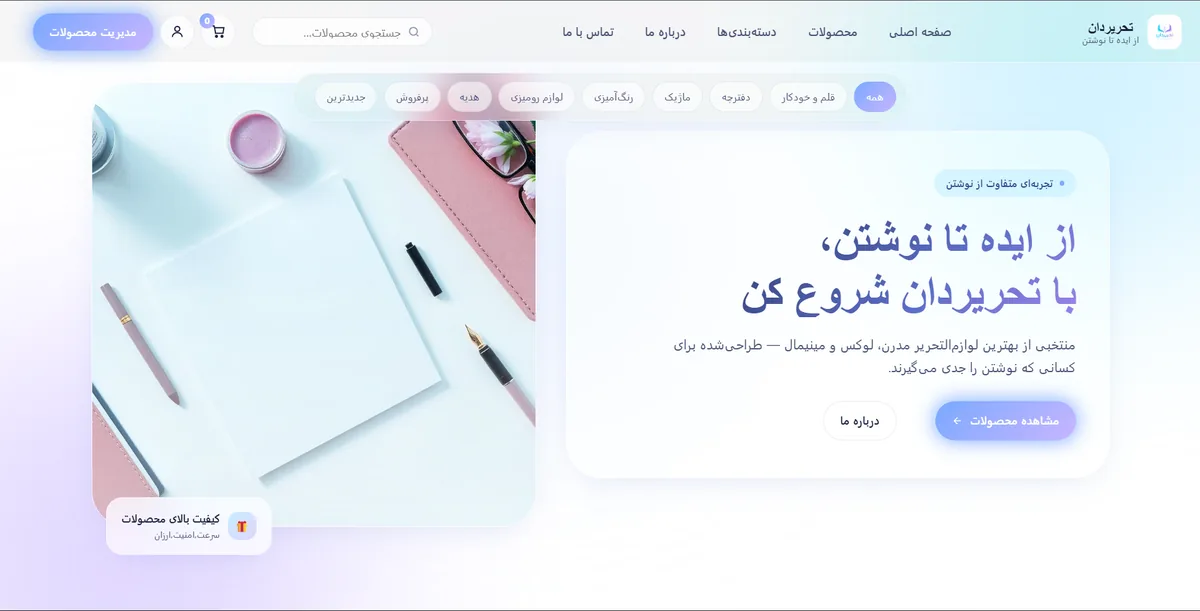 تحریردان
از ایده تا نوشتن
صفحه اصلی
محصولات
دسته‌بندی‌ها
درباره ما
تماس با ما
جستجوی محصولات...
0
مدیریت محصولات
همه
قلم و خودکار
دفترچه
ماژیک
رنگ‌آمیزی
لوازم رومیزی
هدیه
پرفروش
جدیدترین
تجربه‌ای متفاوت از نوشتن
از ایده تا نوشتن،
با تحریردان شروع کن
منتخبی از بهترین لوازم‌التحریر مدرن، لوکس و مینیمال — طراحی‌شده برای
کسانی که نوشتن را جدی می‌گیرند.
مشاهده محصولات ←
درباره ما
کیفیت بالای محصولات
سرعت.امنیت.ارزان